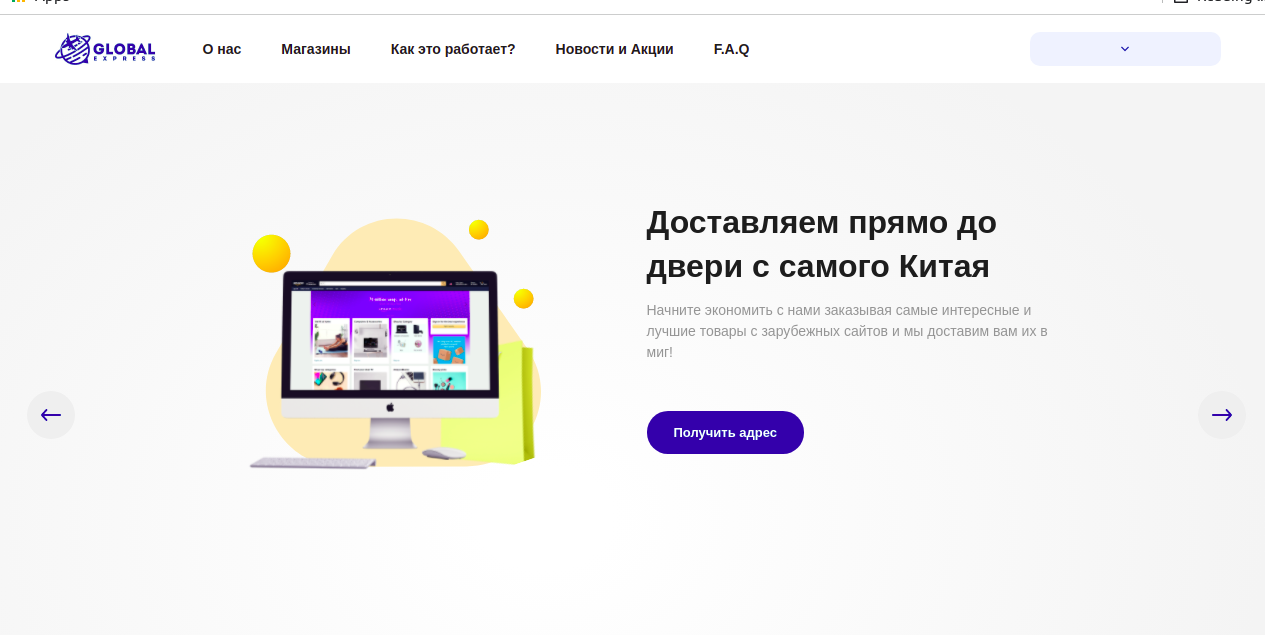 GLOBAL
EXPRESS
О нас
Магазины
Как это работает?
Новости и Акции
F.A.Q
Доставляем прямо до
двери с самого Китая
Начните экономить с нами заказывая самые интересные и
лучшие товары с зарубежных сайтов и мы доставим вам их в
миг!
Получить адрес